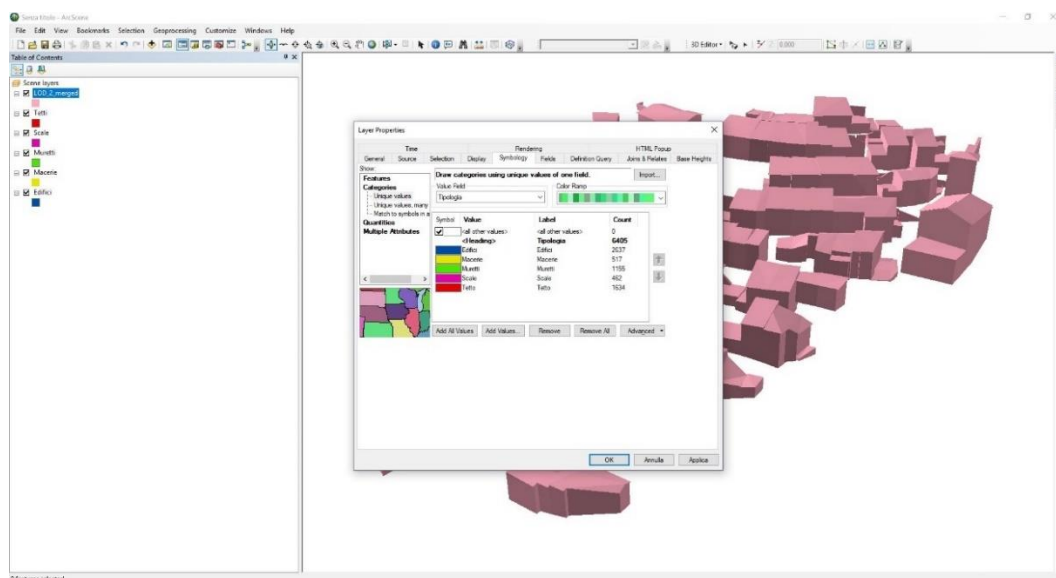 Senza titolo - ArcScene
File Edit View Bookmarks Selection Geoprocessing Customize Windows Help
3D Editor
Table of Contents
Scene layers
LOD_2_merged
Tetti
Scale
Muretti
Macerie
Edifici
Layer Properties
Time Rendering HTML Popup
General Source Selection Display Symbology Fields Definition Query Joins & Relates Base Heights
Show:
Features
Categories
Unique values
Unique values, many
Match to symbols in a
Quantities
Multiple Attributes
Draw categories using unique values of one field.
Import...
Value Field
Color Ramp
Tipologia
Symbol Value Label Count
<all other values> <all other values> 0
<Heading> Tipologia 6405
Edifici Edifici 2637
Macerie Macerie 517
Muretti Muretti 1155
Scale Scale 462
Tetto Tetto 1634
Add All Values Add Values... Remove Remove All Advanced
OK Annulla Applica